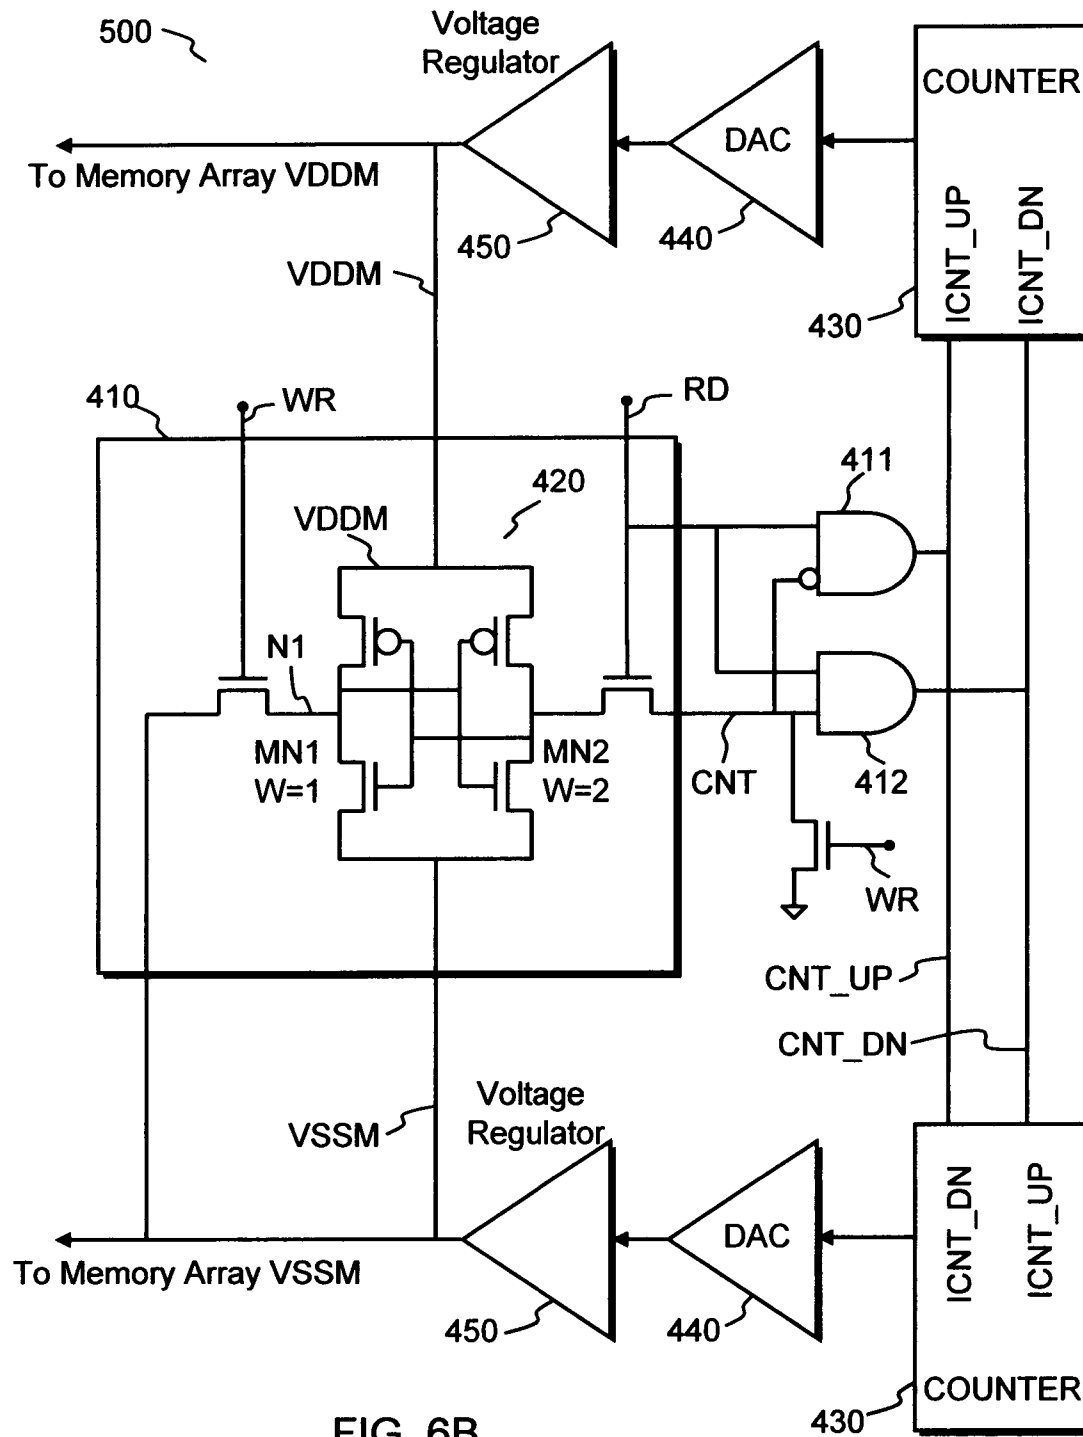 500
Voltage
Regulator
COUNTER
DAC
To Memory Array VDDM
450
440
ICNT_UP
ICNT_DN
VDDM
430
410
WR
RD
411
420
VDDM
N1
MN1
W=1
MN2
W=2
CNT
412
WR
CNT_UP
CNT_DN
VSSM
Voltage
Regulator
ICNT_DN
ICNT_UP
DAC
To Memory Array VSSM
450
440
COUNTER
430
FIG. 6B